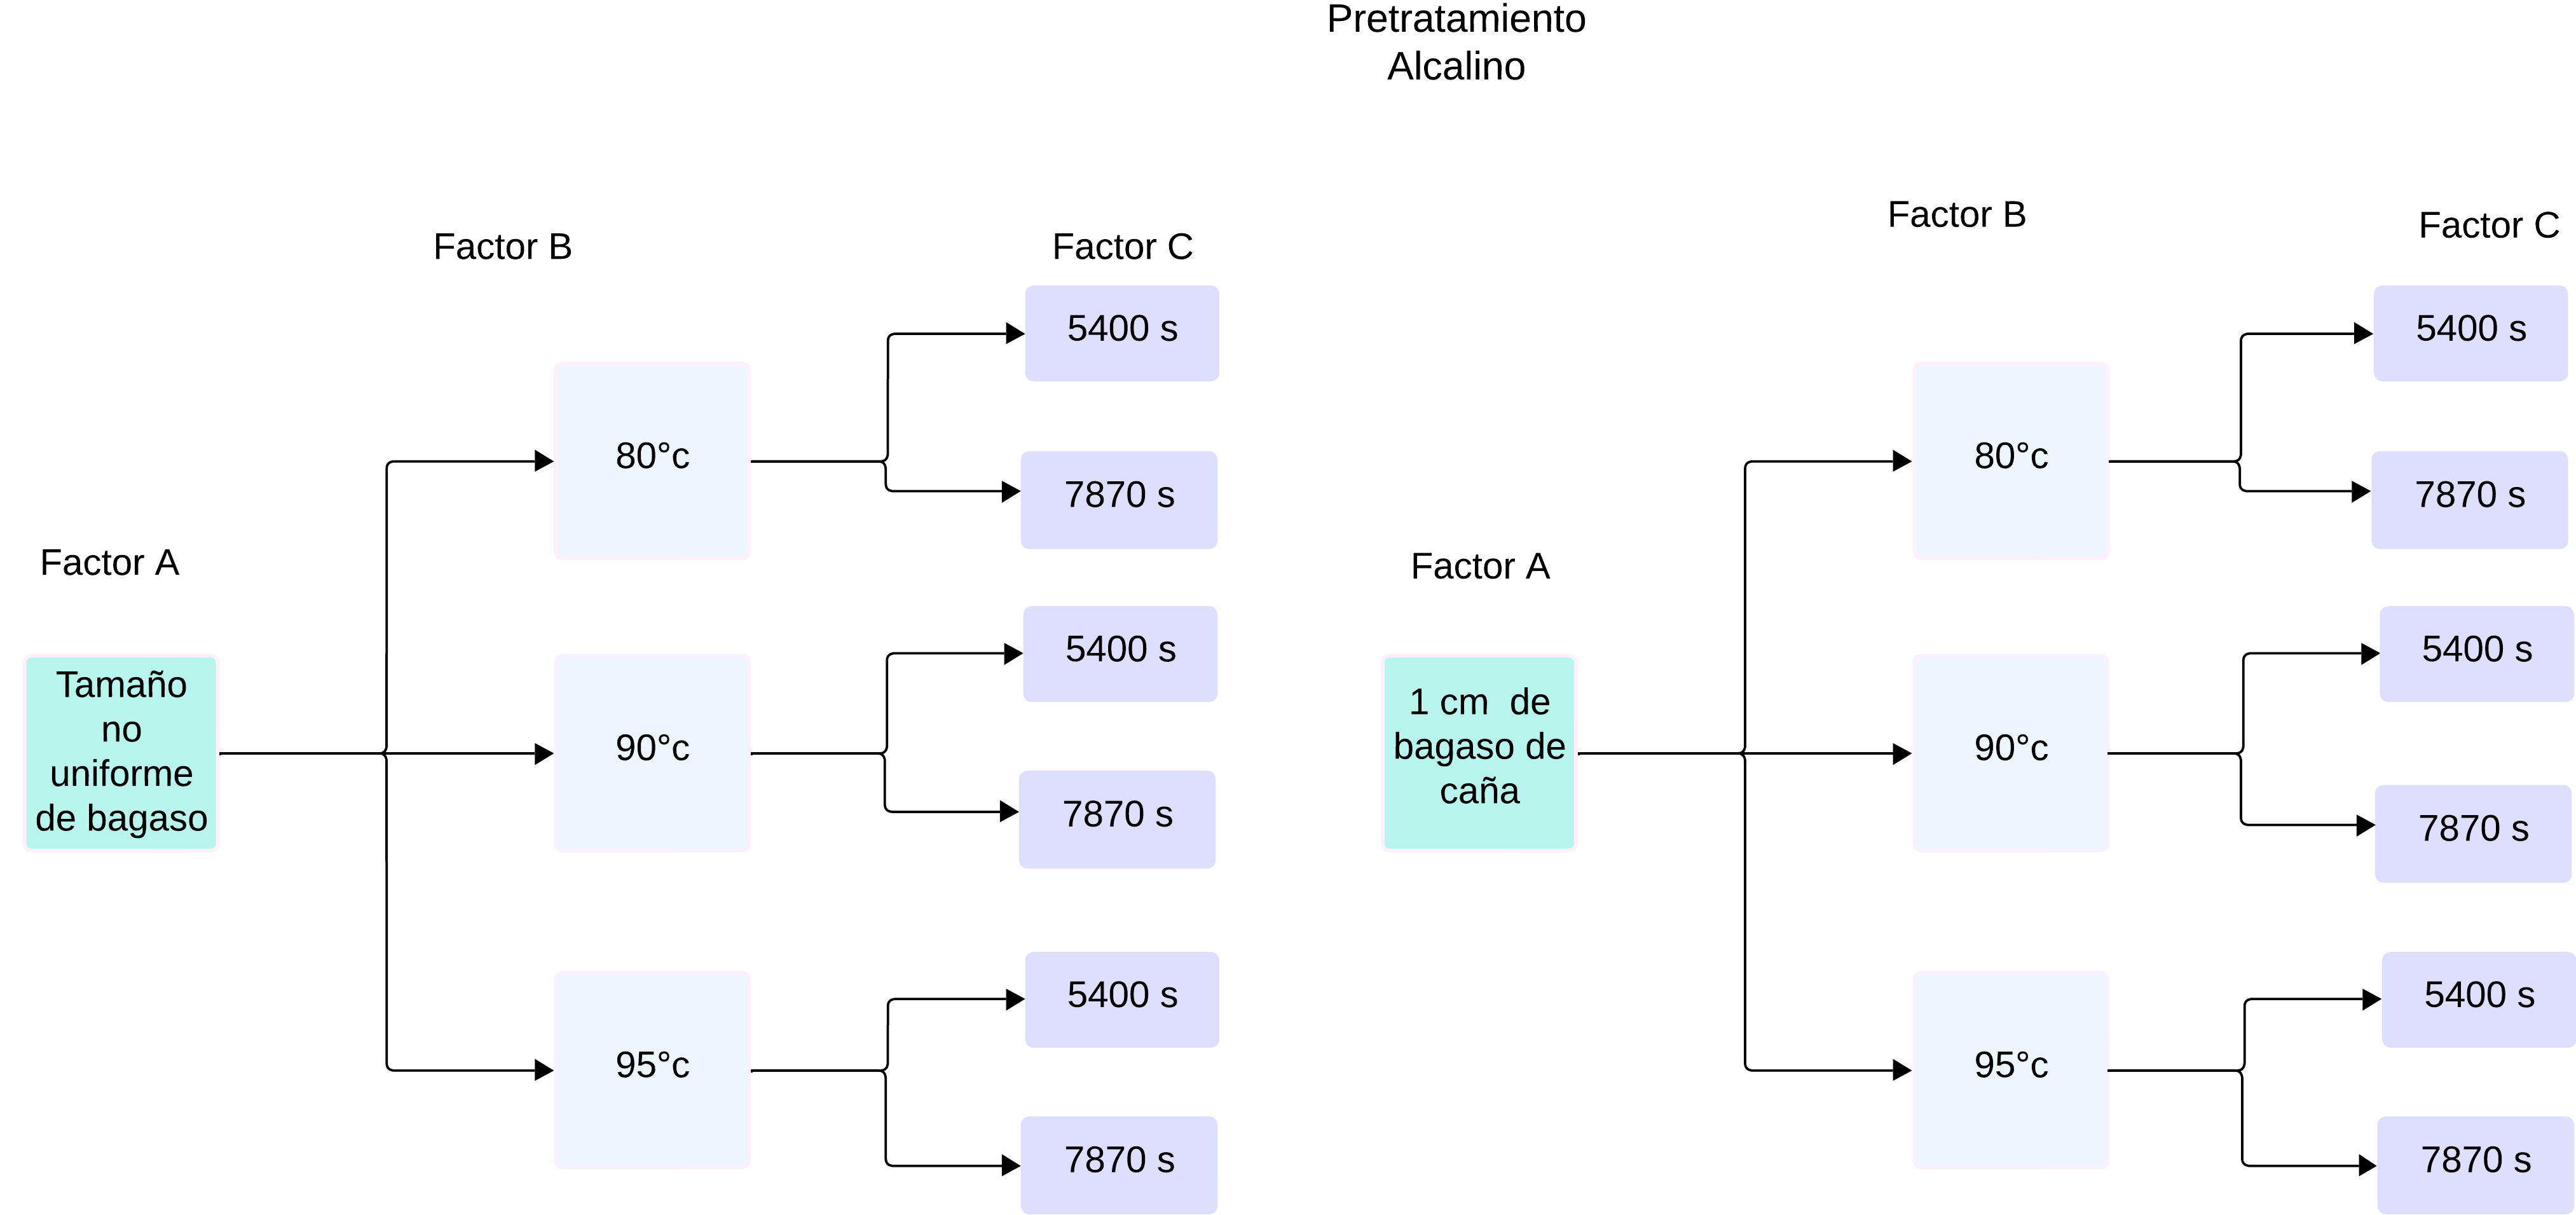 Pretratamiento
Alcalino
Factor B
Factor C
5400 s
80°c
7870 s
Factor A
Tamaño
no
uniforme
de bagaso
5400 s
90°c
7870 s
5400 s
95°c
7870 s
Factor B
Factor C
5400 s
80°c
7870 s
Factor A
1 cm  de
bagaso de
caña
5400 s
90°c
7870 s
5400 s
95°c
7870 s